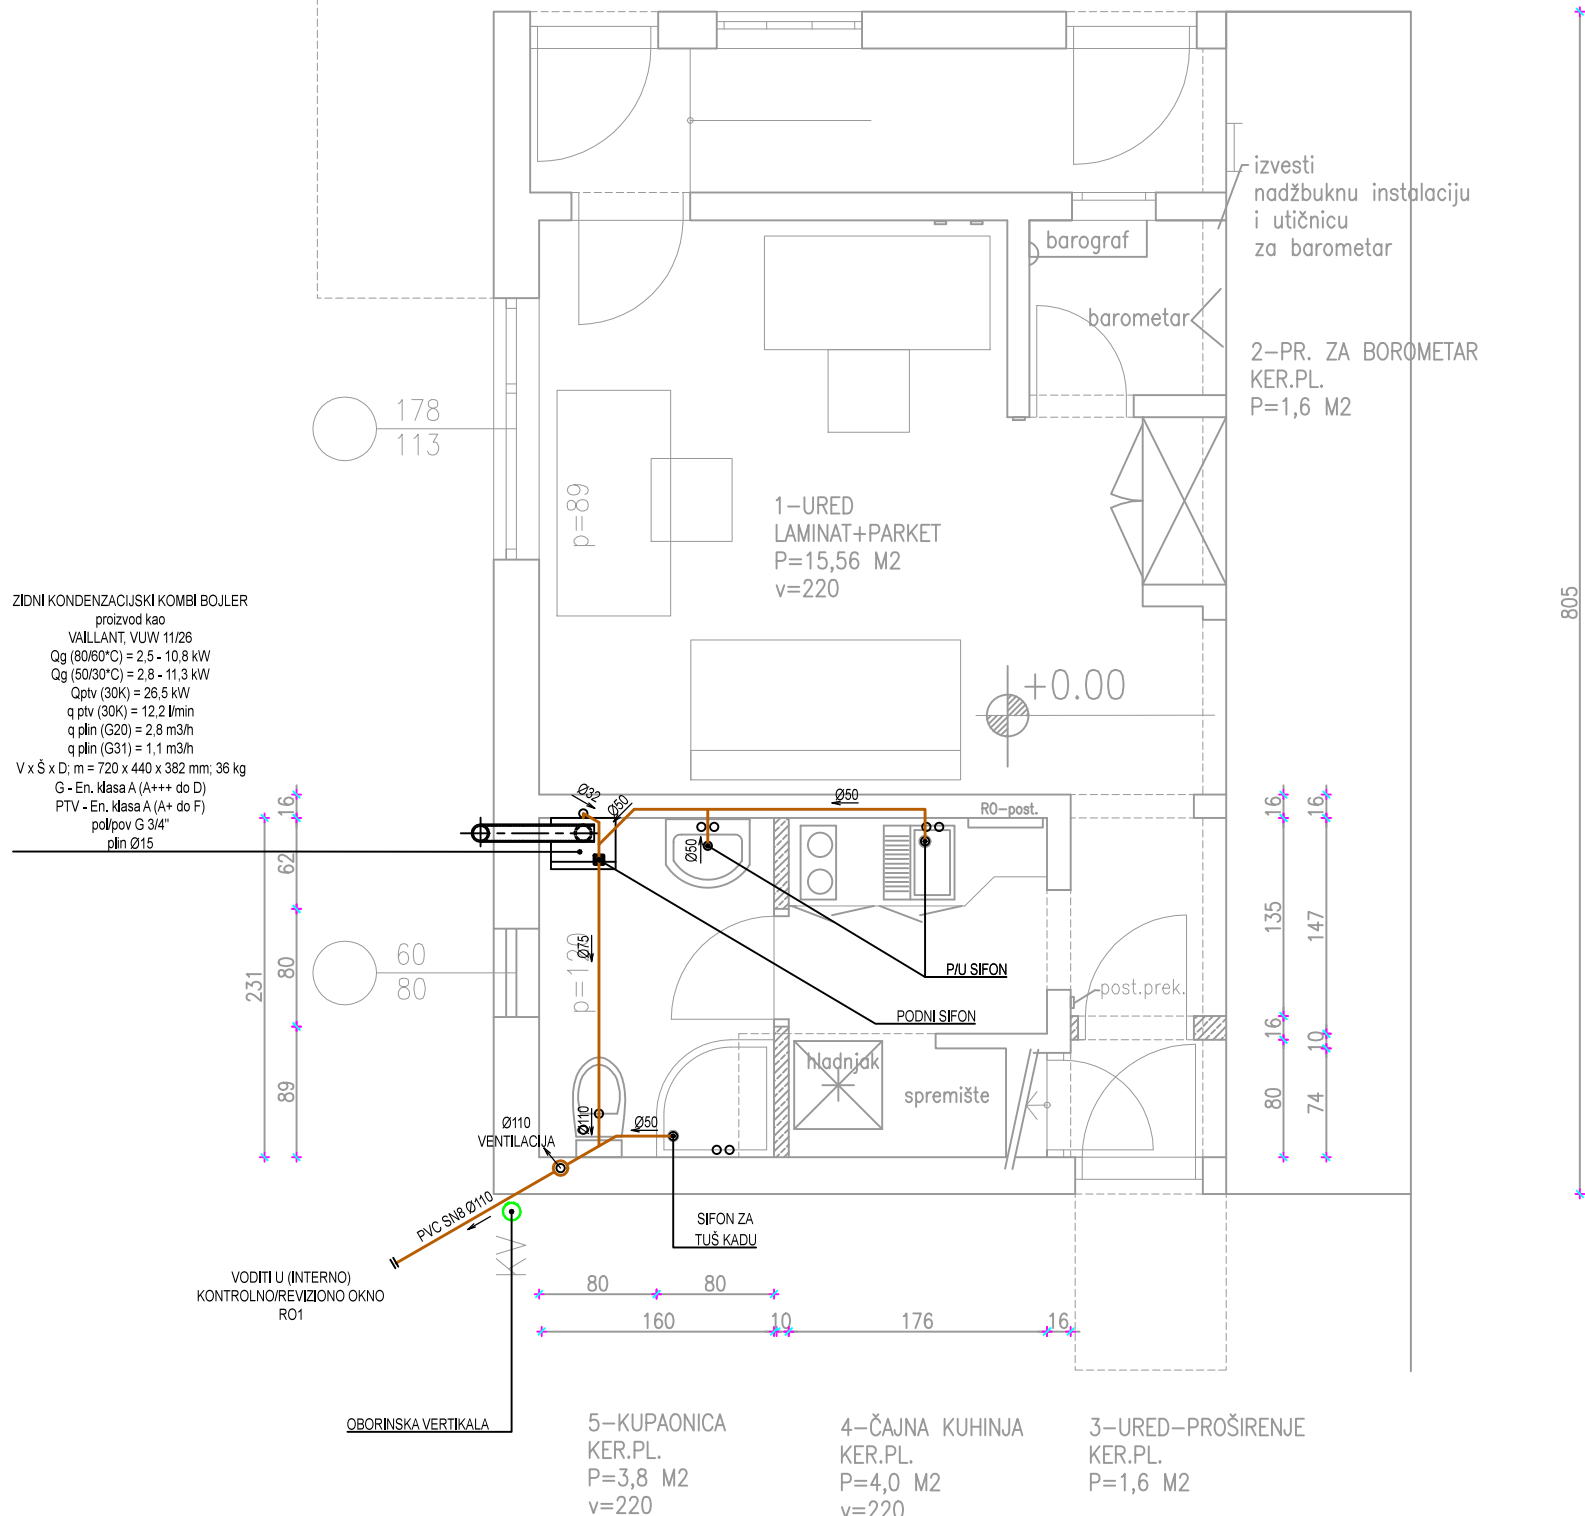 izvesti
nadžbuknu instalaciju
i utičnicu
za barometar
barograf
barometar
2-PR. ZA BOROMETAR
KER.PL.
P=1,6 M2
178
113
p=89
1-URED
LAMINAT+PARKET
P=15,56 M2
v=220
805
+0.00
ZIDNI KONDENZACIJSKI KOMBI BOJLER
proizvod kao
VAILLANT, VUW 11/26
Qg (80/60*C) = 2,5 - 10,8 kW
Qg (50/30*C) = 2,8 - 11,3 kW
Qptv (30K) = 26,5 kW
q ptv (30K) = 12,2 l/min
q plin (G20) = 2,8 m3/h
q plin (G31) = 1,1 m3/h
V x Š x D; m = 720 x 440 x 382 mm; 36 kg
G - En. klasa A (A+++ do D)
PTV - En. klasa A (A+ do F)
pol/pov G 3/4"
plin Ø15
16
62
80
89
231
Ø32
Ø50
Ø50
RO-post.
Ø50
16
16
135
147
16
10
80
74
60
80
p=120
Ø75
P/U SIFON
PODNI SIFON
post.prek.
hladnjak
spremište
Ø110
Ø50
Ø110
VENTILACIJA
PVC SN8 Ø110
KV
SIFON ZA
TUŠ KADU
VODITI U (INTERNO)
KONTROLNO/REVIZIONO OKNO
RO1
80
80
160
10
176
16
OBORINSKA VERTIKALA
5-KUPAONICA
KER.PL.
P=3,8 M2
v=220
4-ČAJNA KUHINJA
KER.PL.
P=4,0 M2
v=220
3-URED-PROŠIRENJE
KER.PL.
P=1,6 M2